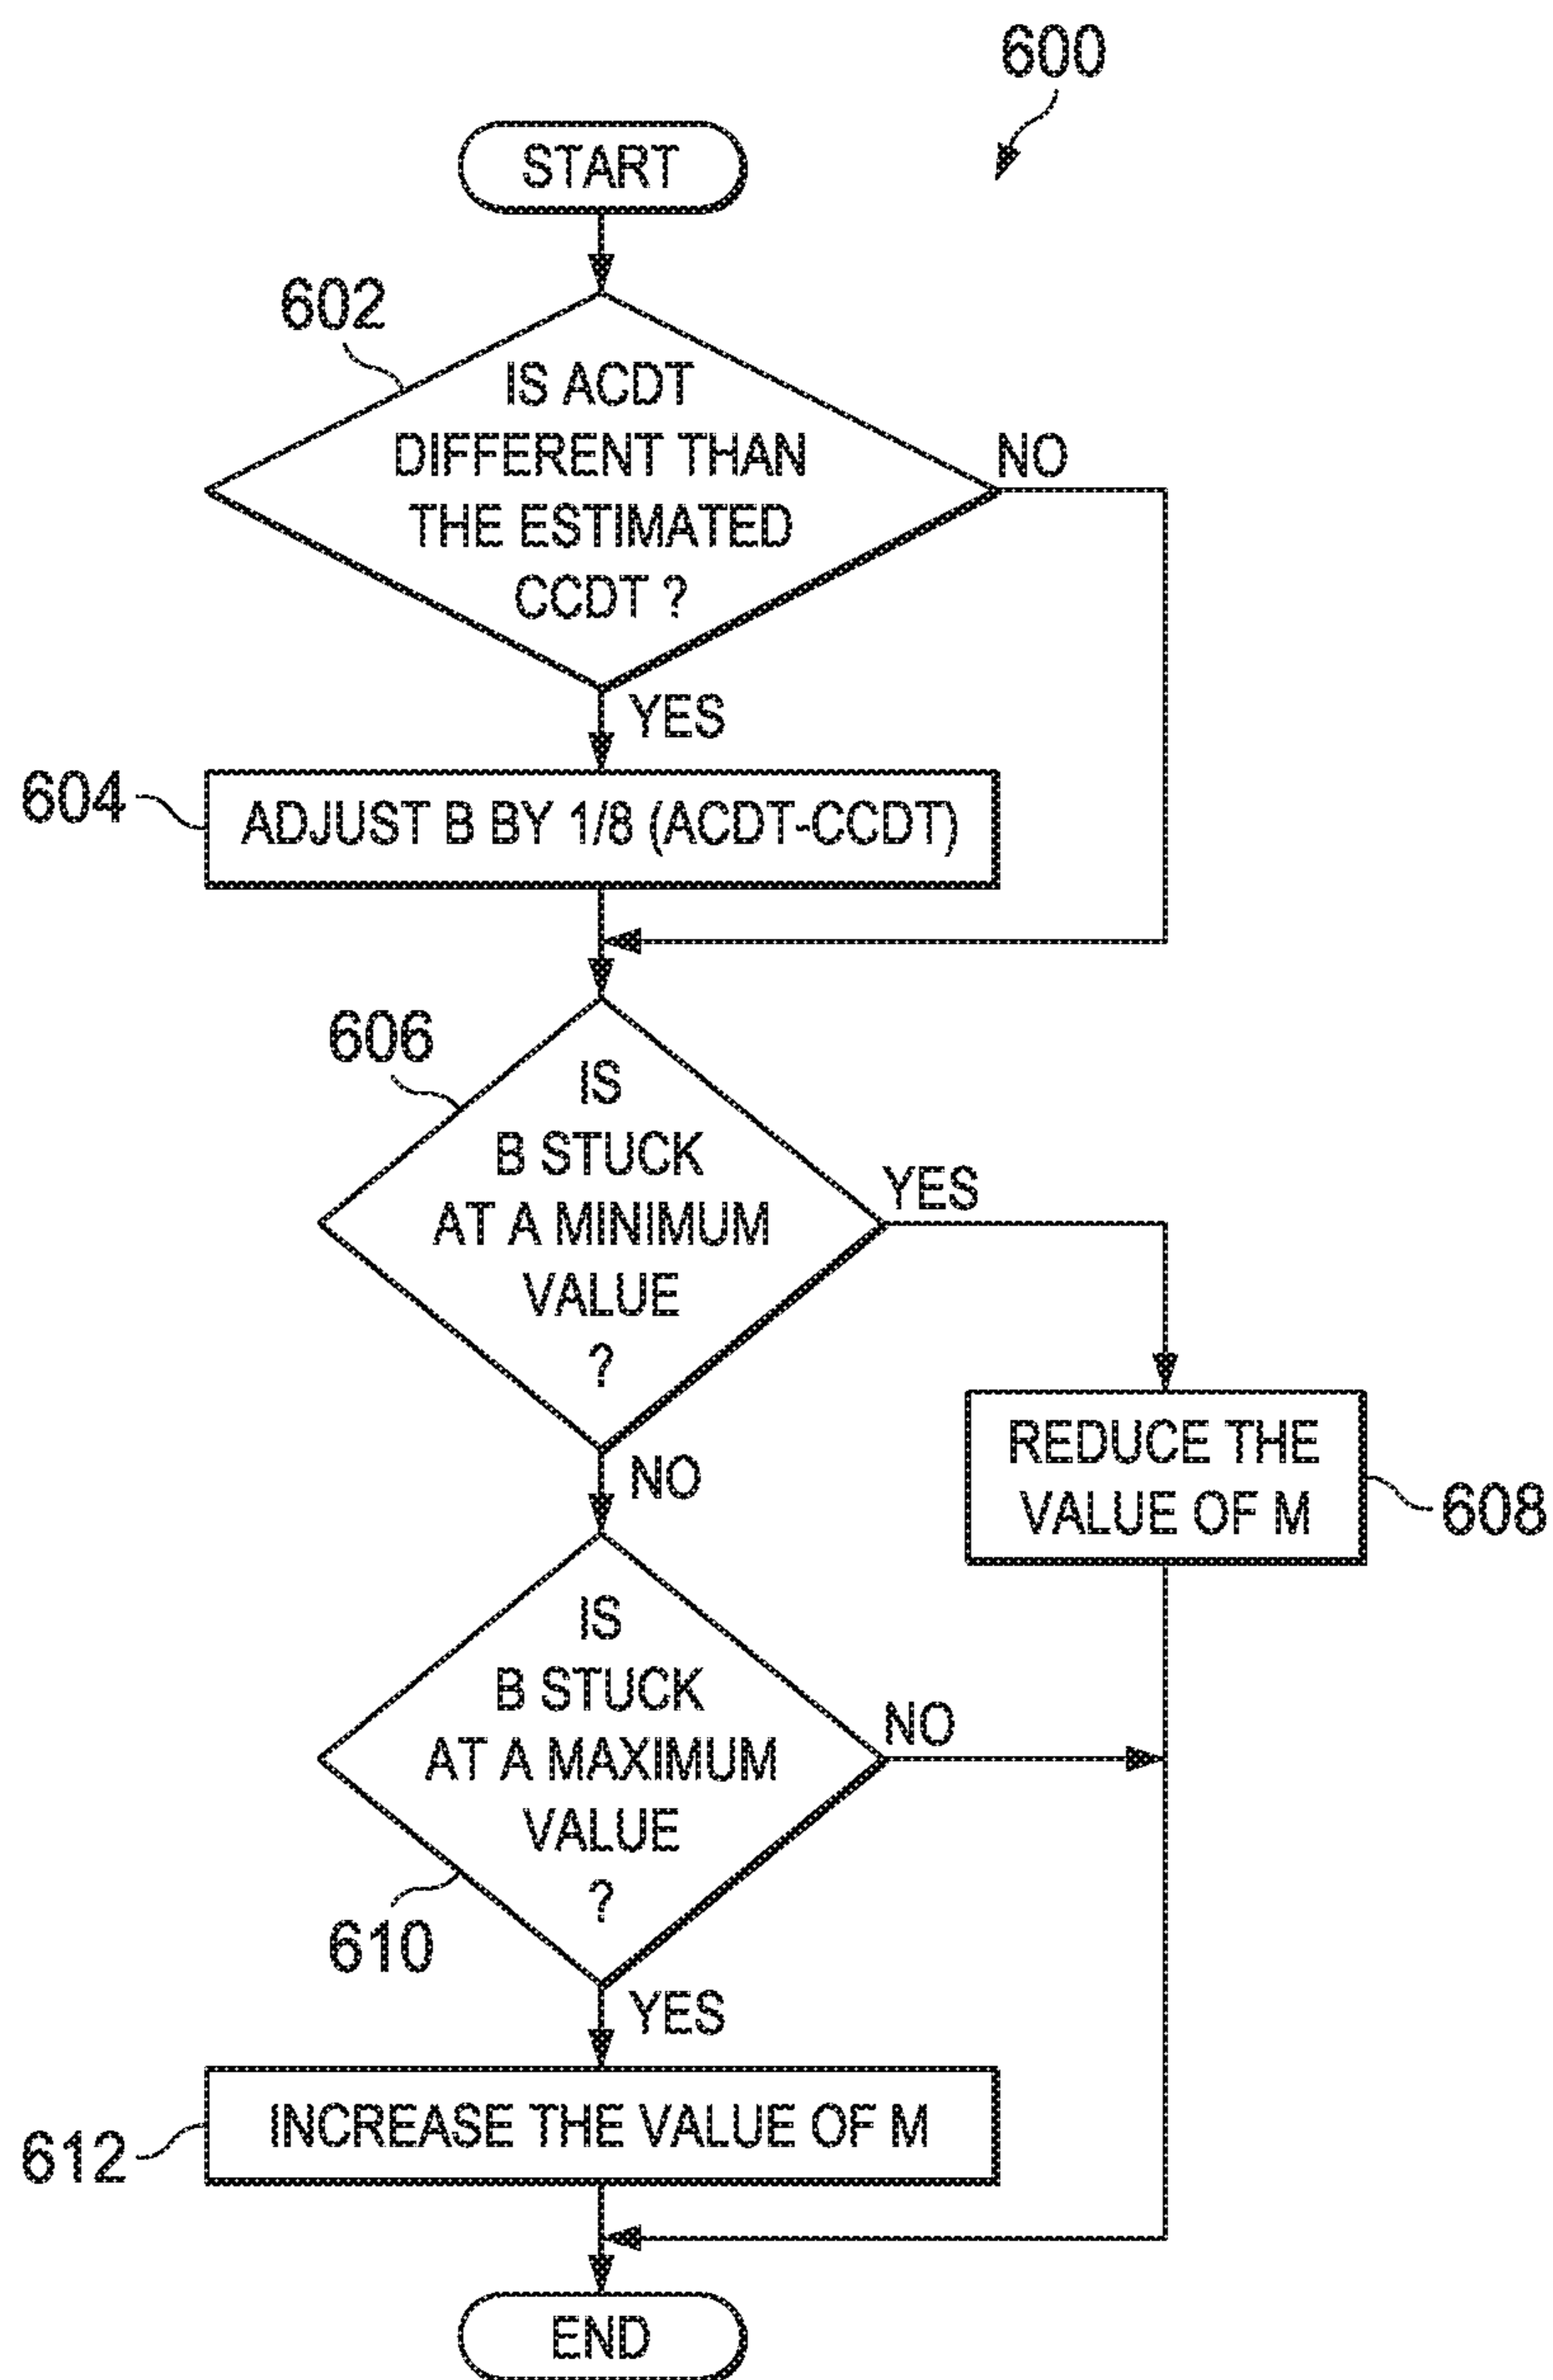 600
START
602
IS ACDT
DIFFERENT THAN
THE ESTIMATED
CCDT ?
NO
YES
604
ADJUST B BY 1/8 (ACDT-CCDT)
606
IS
B STUCK
AT A MINIMUM
VALUE
?
YES
NO
REDUCE THE
VALUE OF M
608
IS
B STUCK
AT A MAXIMUM
VALUE
?
NO
610
YES
612
INCREASE THE VALUE OF M
END